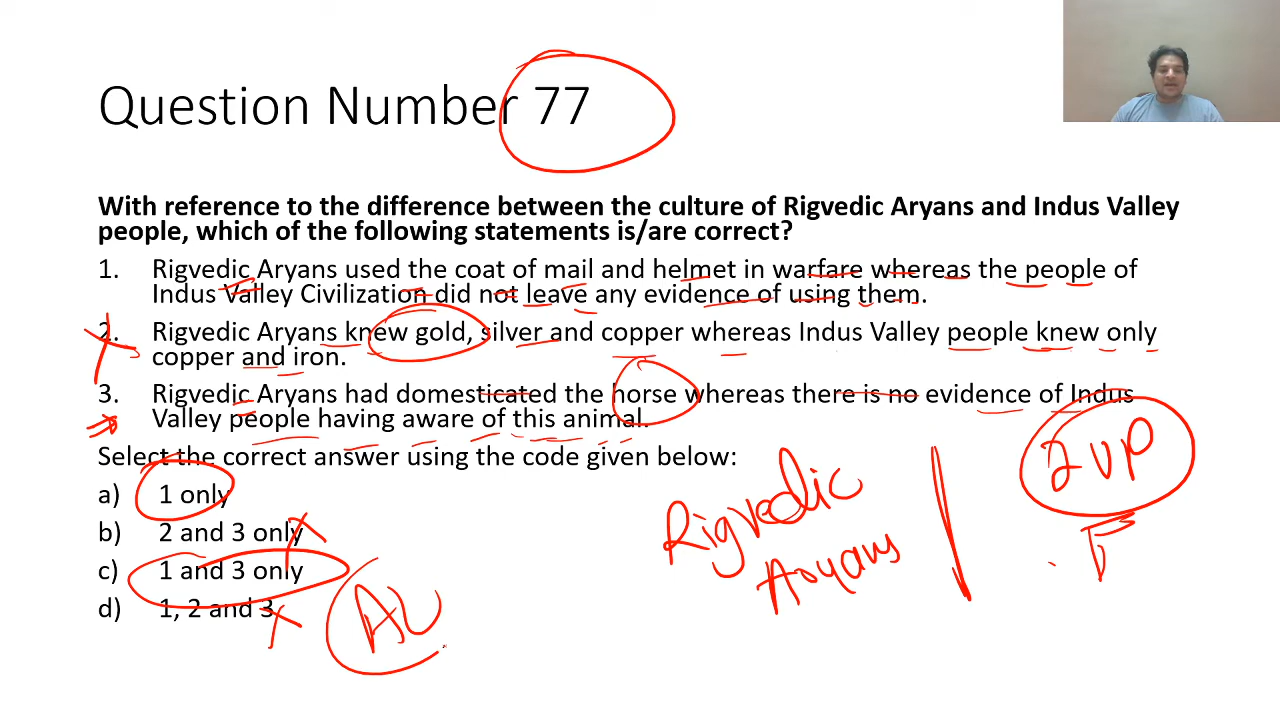 Question Number 77
With reference to the difference between the culture of Rigvedic Aryans and Indus Valley
people, which of the following statements is/are correct?
1. Rigvedic Aryans used the coat of mail and helmet in warfare whereas the people of
Indus Valley Civilization did not leave any evidence of using them.
2. Rigvedic Aryans knew gold, silver and copper whereas Indus Valley people knew only
copper and iron.
3. Rigvedic Aryans had domesticated the horse whereas there is no evidence of Indus
Valley people having aware of this animal.
Select the correct answer using the code given below:
a) 1 only
b) 2 and 3 only
c) 1 and 3 only
d) 1, 2 and 3
Rigvedic
Aryans